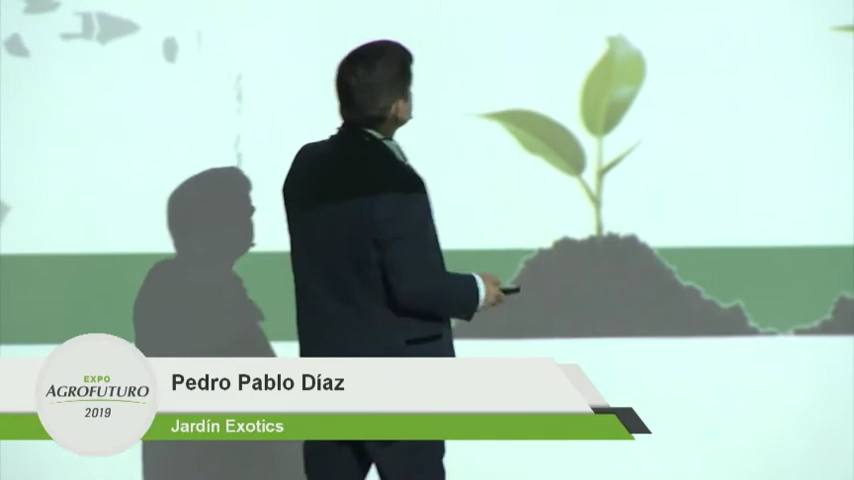 Pedro Pablo Díaz
EXPO
AGROFUTURO
2019
Jardín Exotics